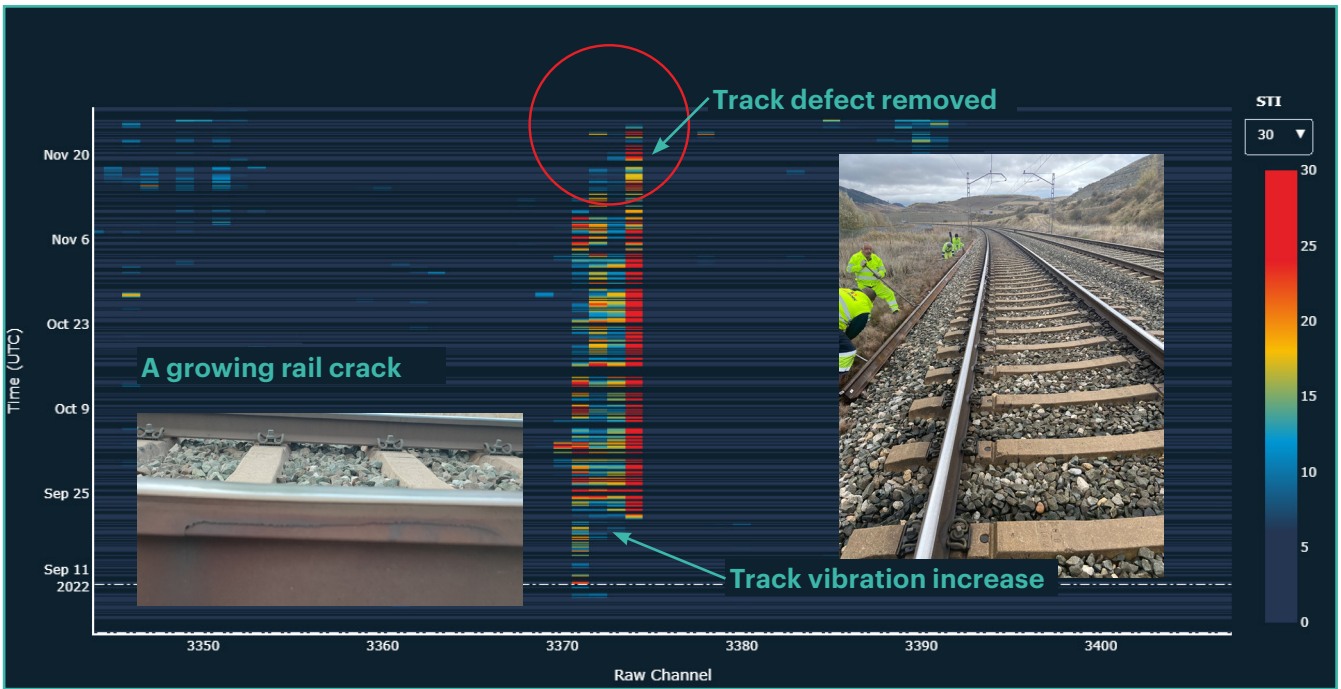 Track defect removed
STI
30 ▼
30
25
20
15
10
5
0
Time (UTC)
Nov 20
Nov 6
Oct 23
Oct 9
Sep 25
Sep 11
2022
A growing rail crack
Track vibration increase
3350
3360
3370
3380
3390
3400
Raw Channel